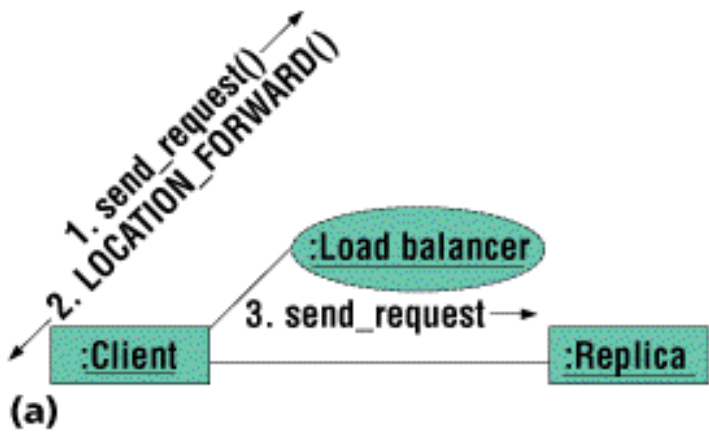 1. send_request()
2. LOCATION_FORWARD()
:Load balancer
3. send_request
:Client
:Replica
(a)